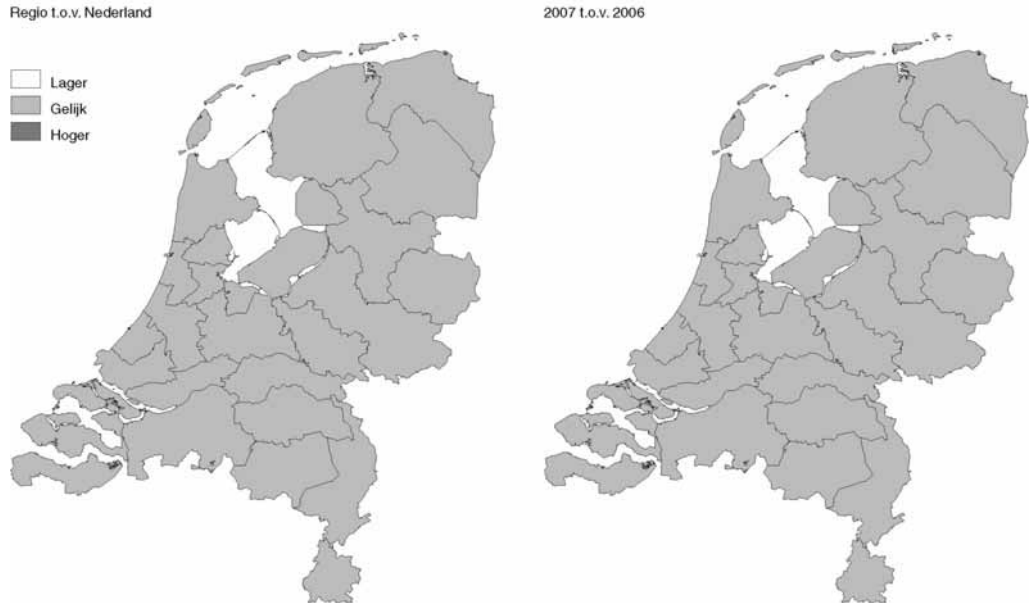 Regio t.o.v. Nederland
2007 t.o.v. 2006
Lager
Gelijk
Hoger